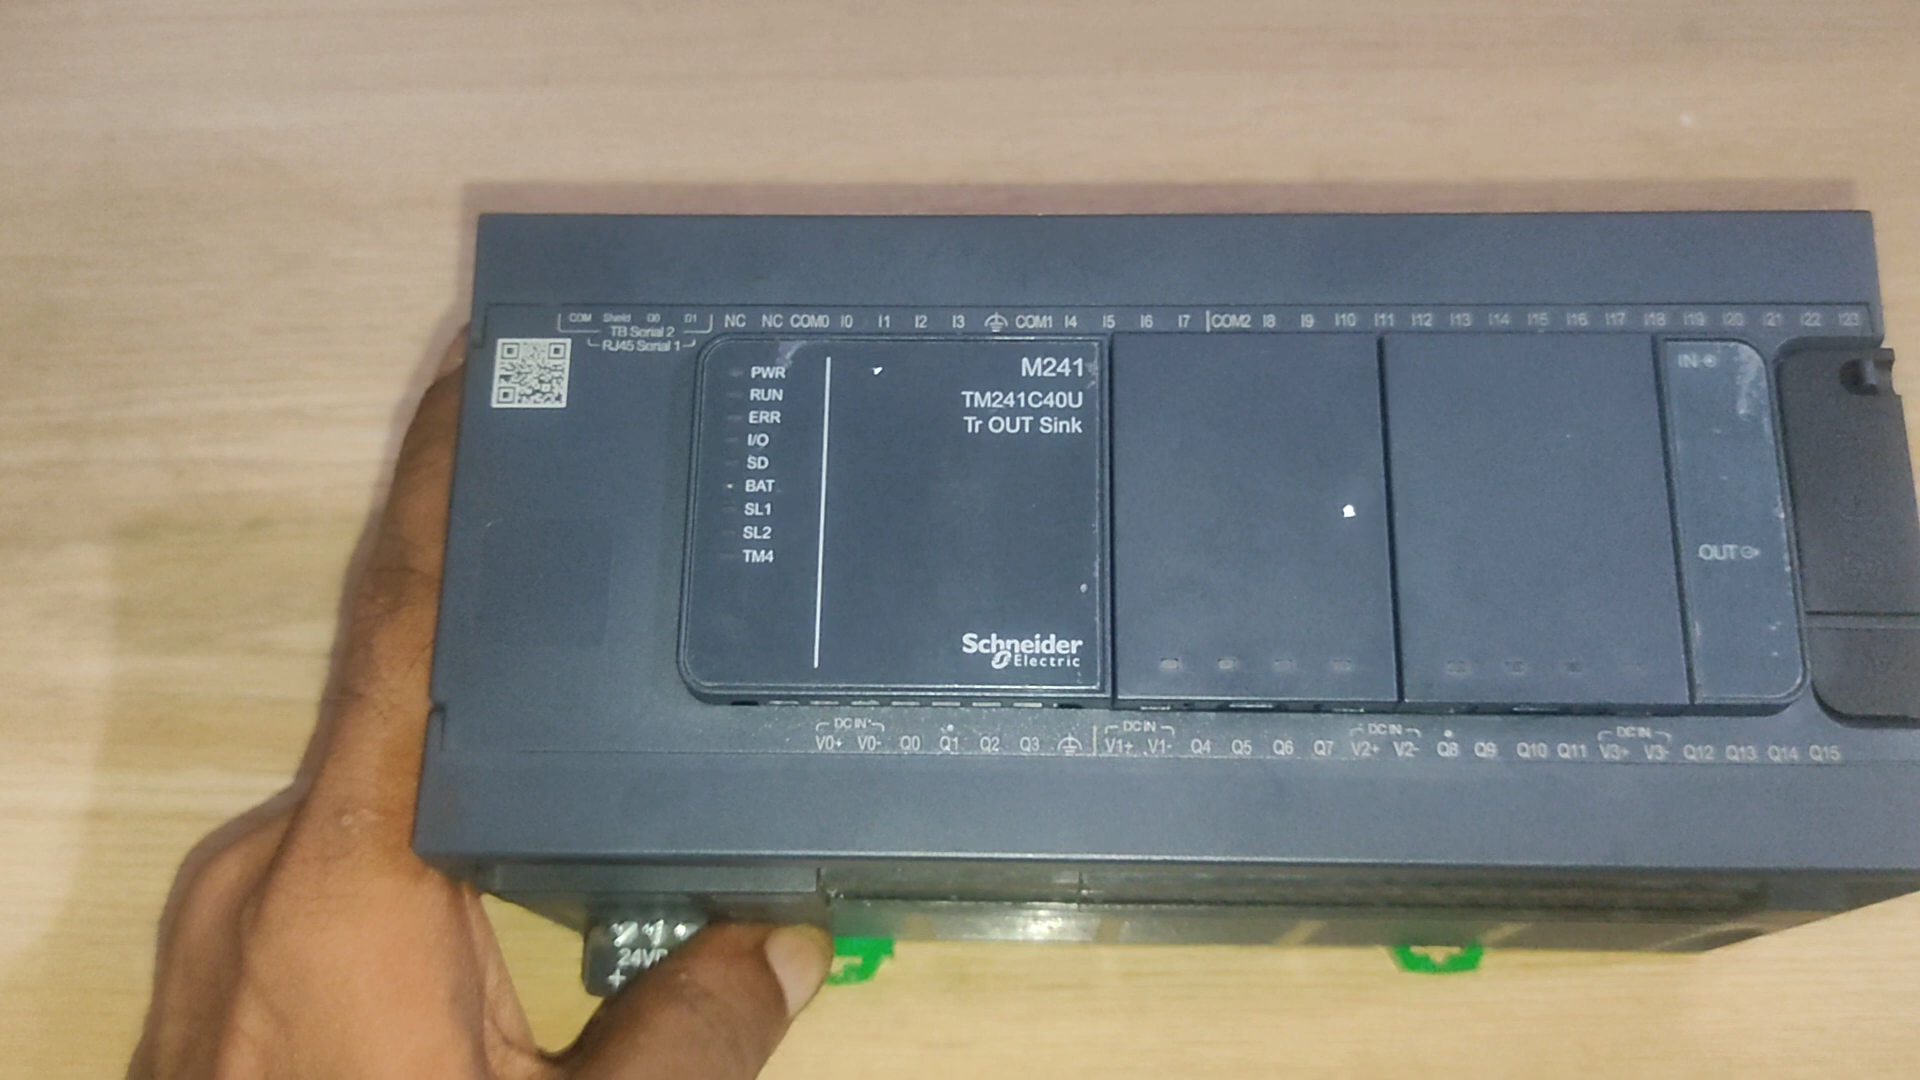 COM Shield D0 D1
TB Serial 2
RJ45 Serial 1
NC NC COM0 I0 I1 I2 I3 COM1 I4 I5 I6 I7 COM2 I8 I9 I10 I11 I12 I13 I14 I15 I16 I17 I18 I19 I20 I21 I22 I23
PWR
RUN
ERR
I/O
SD
BAT
SL1
SL2
TM4
M241
TM241C40U
Tr OUT Sink
Schneider
Electric
IN
OUT
DC IN DC IN DC IN DC IN
V0+ V0- Q0 Q1 Q2 Q3 V1+ V1- Q4 Q5 Q6 Q7 V2+ V2- Q8 Q9 Q10 Q11 V3+ V3- Q12 Q13 Q14 Q15
+